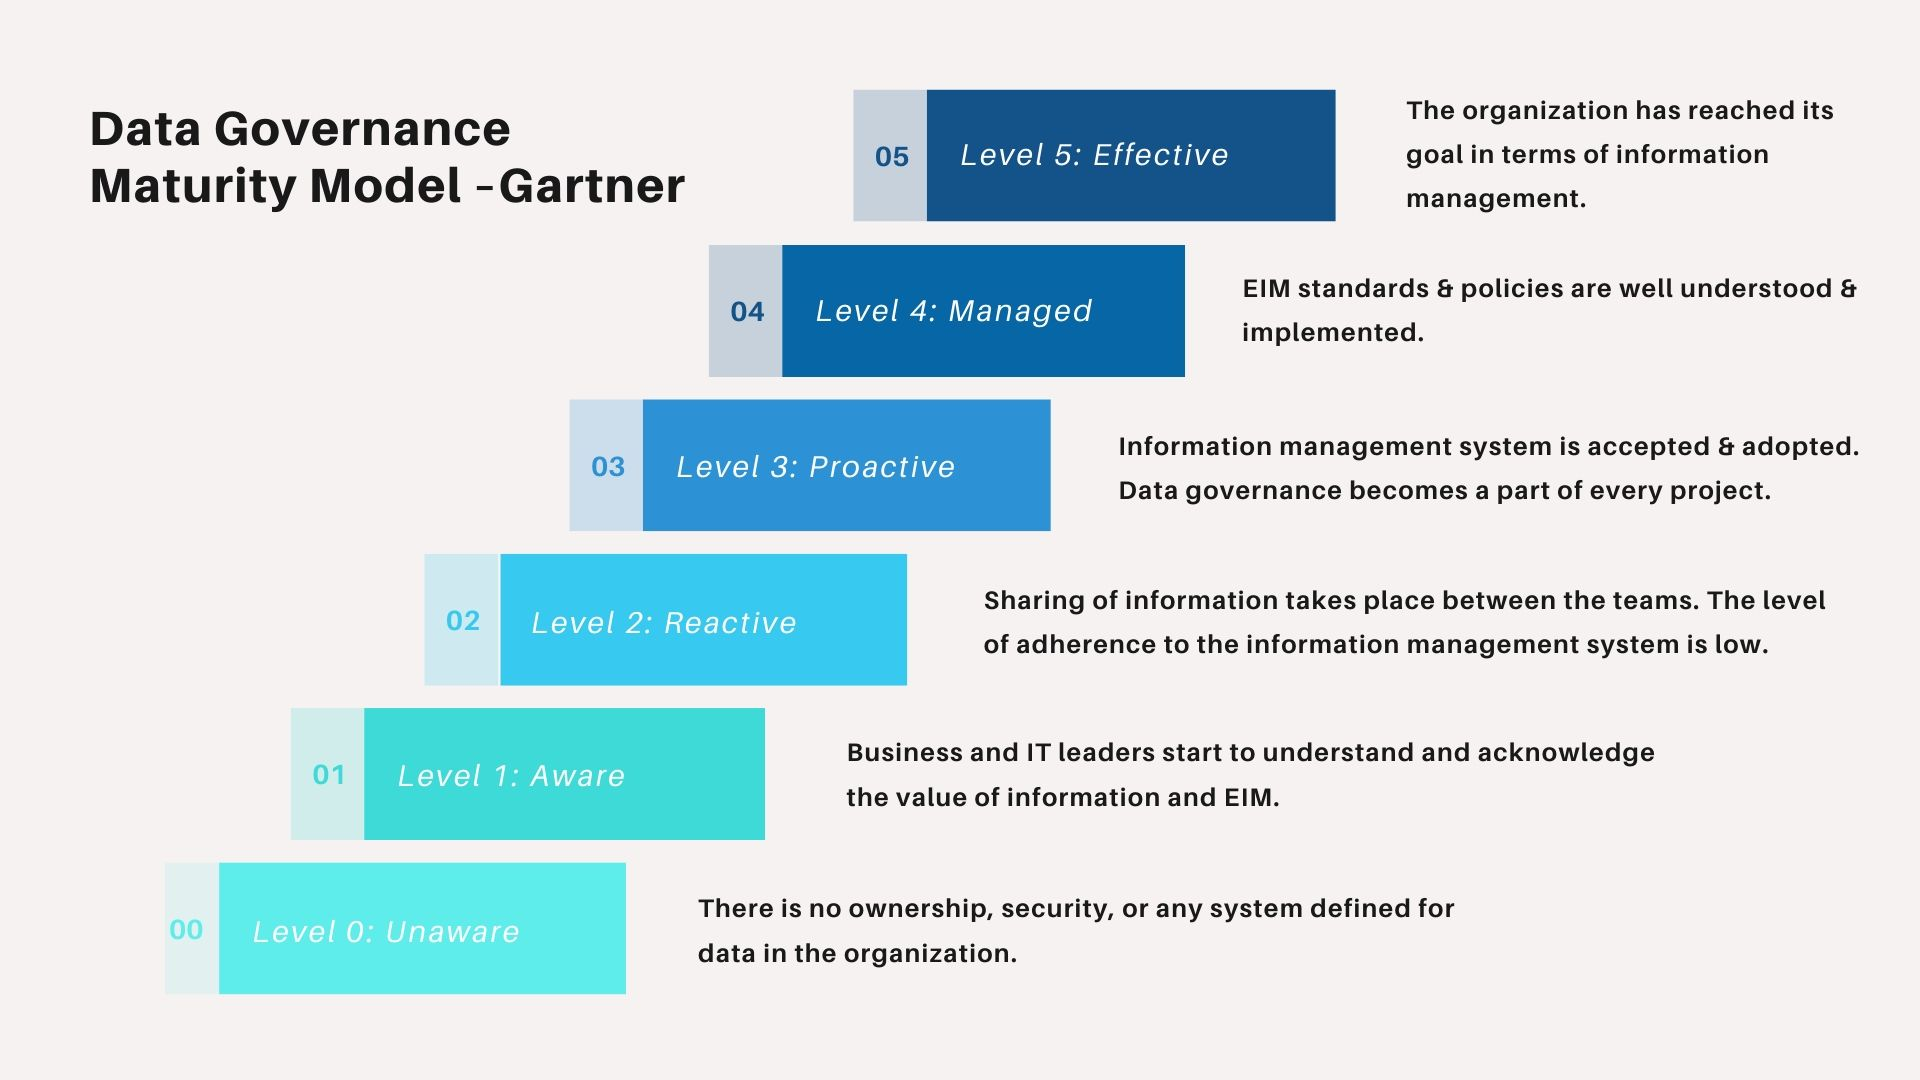 Data Governance
Maturity Model –Gartner
05
Level 5: Effective
The organization has reached its
goal in terms of information
management.
04
Level 4: Managed
EIM standards & policies are well understood &
implemented.
03
Level 3: Proactive
Information management system is accepted & adopted.
Data governance becomes a part of every project.
02
Level 2: Reactive
Sharing of information takes place between the teams. The level
of adherence to the information management system is low.
01
Level 1: Aware
Business and IT leaders start to understand and acknowledge
the value of information and EIM.
00
Level 0: Unaware
There is no ownership, security, or any system defined for
data in the organization.